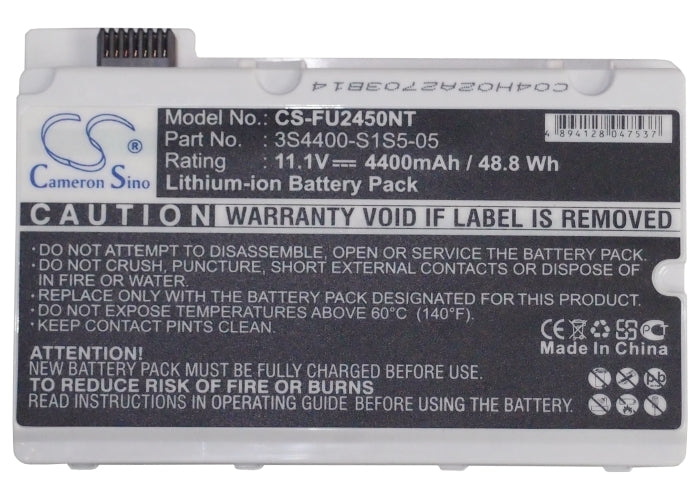 C04H02A2703B14
CS
Cameron Sino
Model No.: CS-FU2450NT
Part No. : 3S4400-S1S5-05
Rating : 11.1V 4400mAh / 48.8 Wh
Lithium-ion Battery Pack
4 894128 047537
CAUTION
WARRANTY VOID IF LABEL IS REMOVED
•DO NOT ATTEMPT TO DISASSEMBLE, OPEN OR SERVICE THE BATTERY PACK.
•DO NOT CRUSH, PUNCTURE, SHORT EXTERNAL CONTACTS OR DISPOSE OF
IN FIRE OR WATER.
•REPLACE ONLY WITH THE BATTERY PACK DESIGNATED.
•DO NOT EXPOSE TEMPERATURES ABOVE 60°C (140°F).
•KEEP CONTACT PINTS CLEAN.
CE
PCT
Made In China
ATTENTION!
NEW BATTERY PACK MUST BE FULLY CHARGED BEFORE USE.
TO REDUCE RISK OF FIRE OR BURNS
READ INSTRUCTIONS IN OPERATING GUIDE BEFORE USING BATTERY PACK
Pb